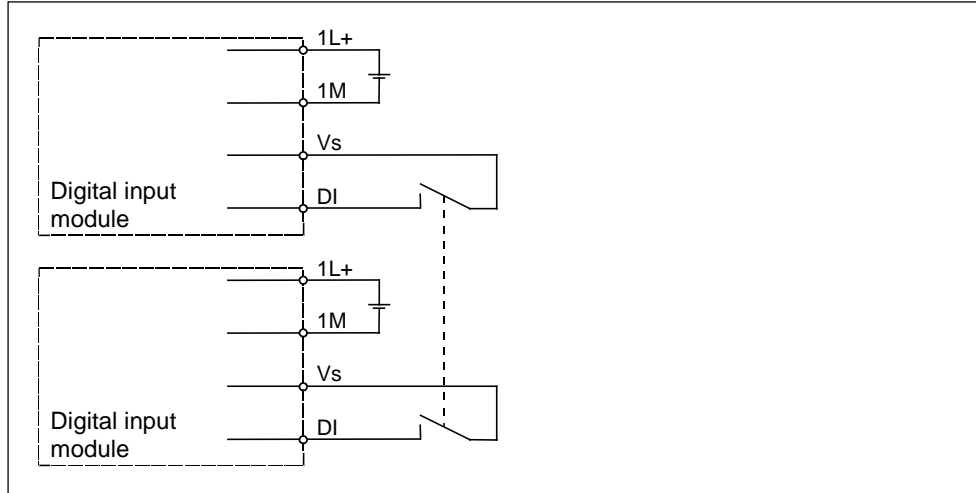 1L+
1M
Vs
DI
Digital input
module
1L+
1M
Vs
DI
Digital input
module